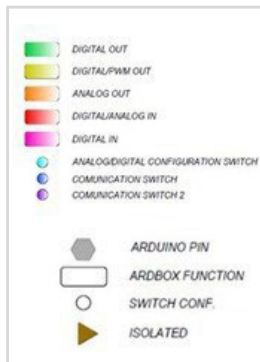 DIGITAL OUT
DIGITAL/PWM OUT
ANALOG OUT
DIGITAL/ANALOG IN
DIGITAL IN
ANALOG/DIGITAL CONFIGURATION SWITCH
COMUNICATION SWITCH
COMUNICATION SWITCH 2
ARDUINO PIN
ARDBOX FUNCTION
SWITCH CONF.
ISOLATED